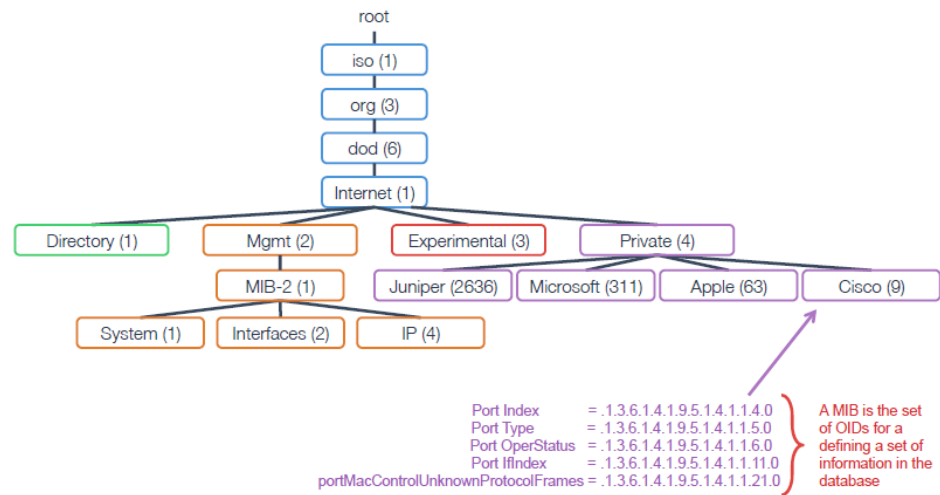 root
iso (1)
org (3)
dod (6)
Internet (1)
Directory (1)
Mgmt (2)
Experimental (3)
Private (4)
MIB-2 (1)
Juniper (2636)
Microsoft (311)
Apple (63)
Cisco (9)
System (1)
Interfaces (2)
IP (4)
Port Index = .1.3.6.1.4.1.9.5.1.4.1.1.4.0
Port Type = .1.3.6.1.4.1.9.5.1.4.1.1.5.0
Port OperStatus = .1.3.6.1.4.1.9.5.1.4.1.1.6.0
Port IfIndex = .1.3.6.1.4.1.9.5.1.4.1.1.11.0
portMacControlUnknownProtocolFrames = .1.3.6.1.4.1.9.5.1.4.1.1.21.0
A MIB is the set
of OIDs for a
defining a set of
information in the
database